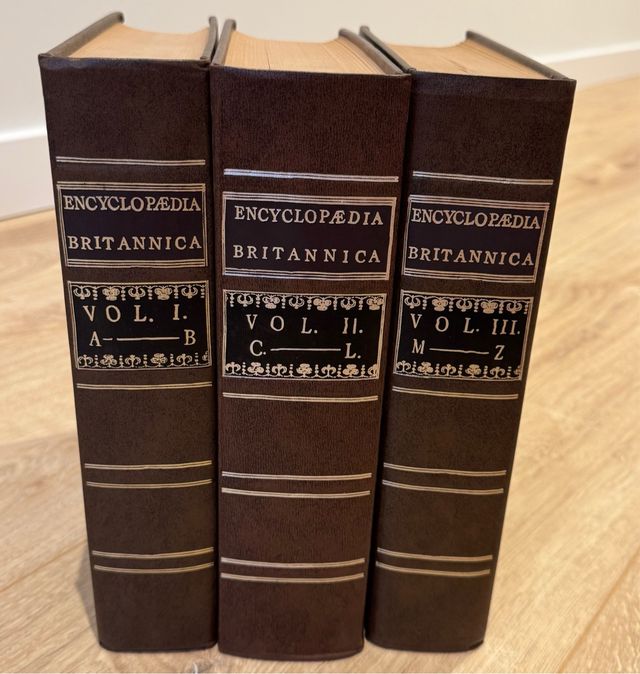 ENCYCLOPÆDIA
BRITANNICA
VOL. I.
A——B
ENCYCLOPÆDIA
BRITANNICA
VOL. II.
C.——L.
ENCYCLOPÆDIA
BRITANNICA
VOL. III.
M——Z